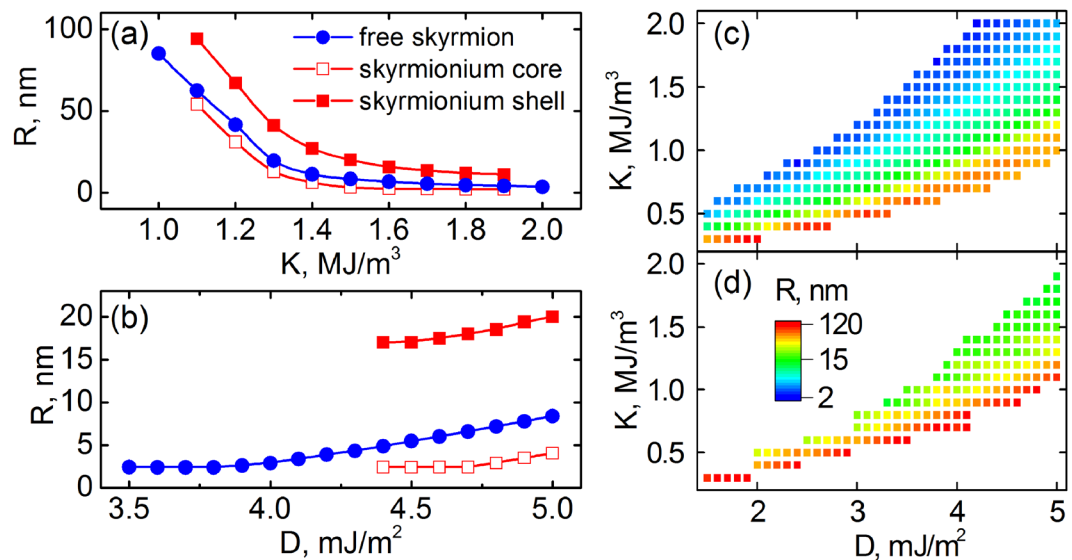 (a)
100
50
0
R, nm
free skyrmion
skyrmionium core
skyrmionium shell
1.0 1.2 1.4 1.6 1.8 2.0
K, MJ/m³
(b)
20
15
10
5
0
R, nm
3.5 4.0 4.5 5.0
D, mJ/m²
(c)
2.0
1.5
1.0
0.5
K, MJ/m³
(d)
2.0
1.5
1.0
0.5
K, MJ/m³
R, nm
120
15
2
2 3 4 5
D, mJ/m²